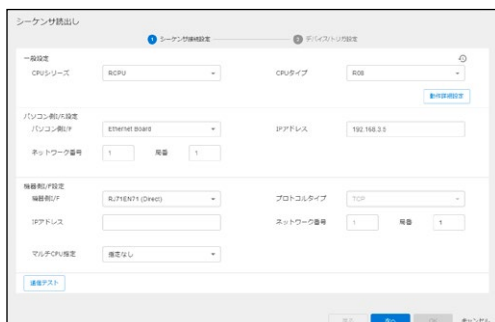 シーケンサ読出し
1 シーケンサ接続設定 2 デバイス/トリガ設定
一般設定
CPUシリーズ RCPU CPUタイプ R08
動作詳細設定
パソコン側I/F設定
パソコン側I/F Ethernet Board IPアドレス 192.168.3.5
ネットワーク番号 1 局番 1
機器側I/F設定
機器側I/F RJ71EN71 (Direct) プロトコルタイプ TCP
IPアドレス ネットワーク番号 1 局番 1
マルチCPU指定 指定なし
通信テスト
戻る 次へ OK キャンセル